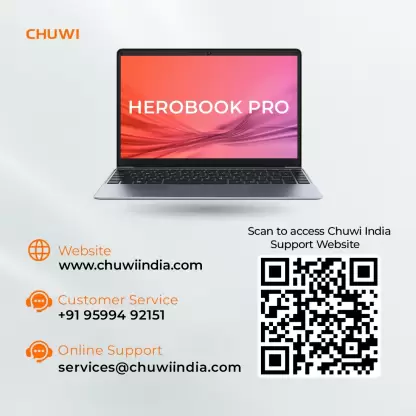 CHUWI
HEROBOOK PRO
Scan to access Chuwi India
Support Website
Website
www.chuwiindia.com
Customer Service
+91 95994 92151
Online Support
services@chuwiindia.com